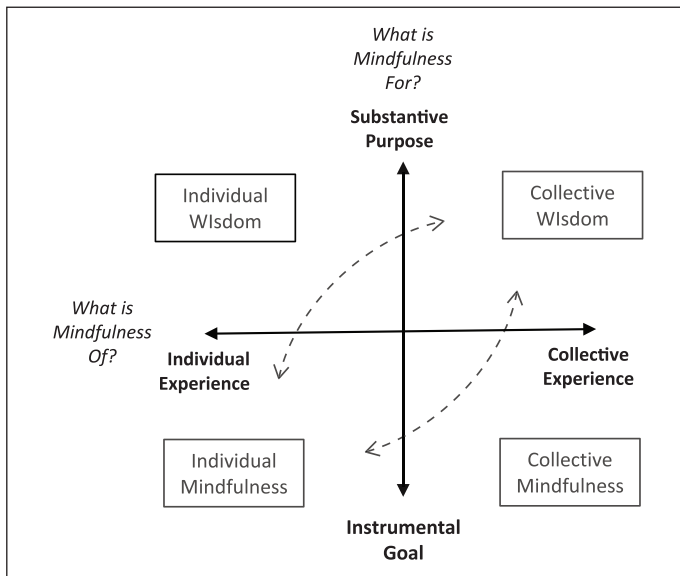 What is
Mindfulness
For?
Substantive
Purpose
Individual
WIsdom
Collective
WIsdom
What is
Mindfulness
Of?
Individual
Experience
Collective
Experience
Individual
Mindfulness
Collective
Mindfulness
Instrumental
Goal